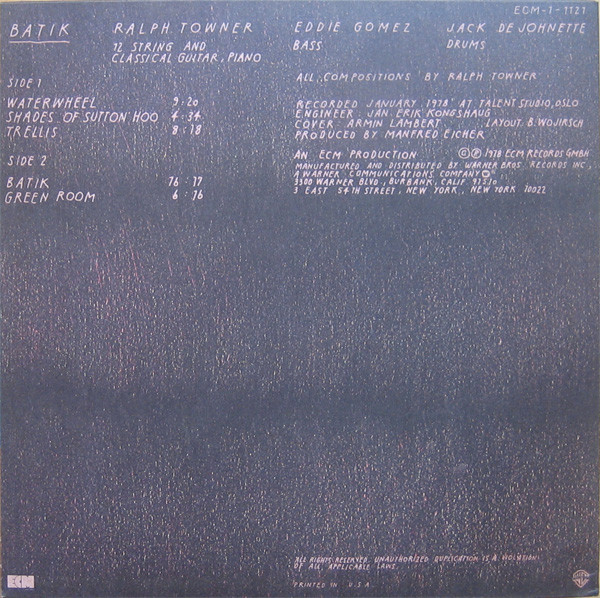 ECM-1-1121
BATIK RALPH TOWNER EDDIE GOMEZ JACK DE JOHNETTE
12 STRING AND BASS DRUMS
CLASSICAL GUITAR, PIANO
ALL COMPOSITIONS BY RALPH TOWNER
SIDE 1
WATERWHEEL 9:20
SHADES OF SUTTON HOO 4:34
TRELLIS 8:18
SIDE 2
BATIK 16:17
GREEN ROOM 6:16
RECORDED JANUARY 1978 AT TALENT STUDIO, OSLO
ENGINEER: JAN ERIK KONGSHAUG
COVER: ARMIN LAMBERT LAYOUT: B. WOJIRSCH
PRODUCED BY MANFRED EICHER
AN ECM PRODUCTION ©℗ 1978 ECM RECORDS GMBH
MANUFACTURED AND DISTRIBUTED BY WARNER BROS. RECORDS INC.,
A WARNER COMMUNICATIONS COMPANY
3300 WARNER BLVD., BURBANK, CALIF. 91510
3 EAST 54TH STREET, NEW YORK, NEW YORK 10022
ALL RIGHTS RESERVED. UNAUTHORIZED DUPLICATION IS A VIOLATION
OF ALL APPLICABLE LAWS.
PRINTED IN U.S.A.
ECM